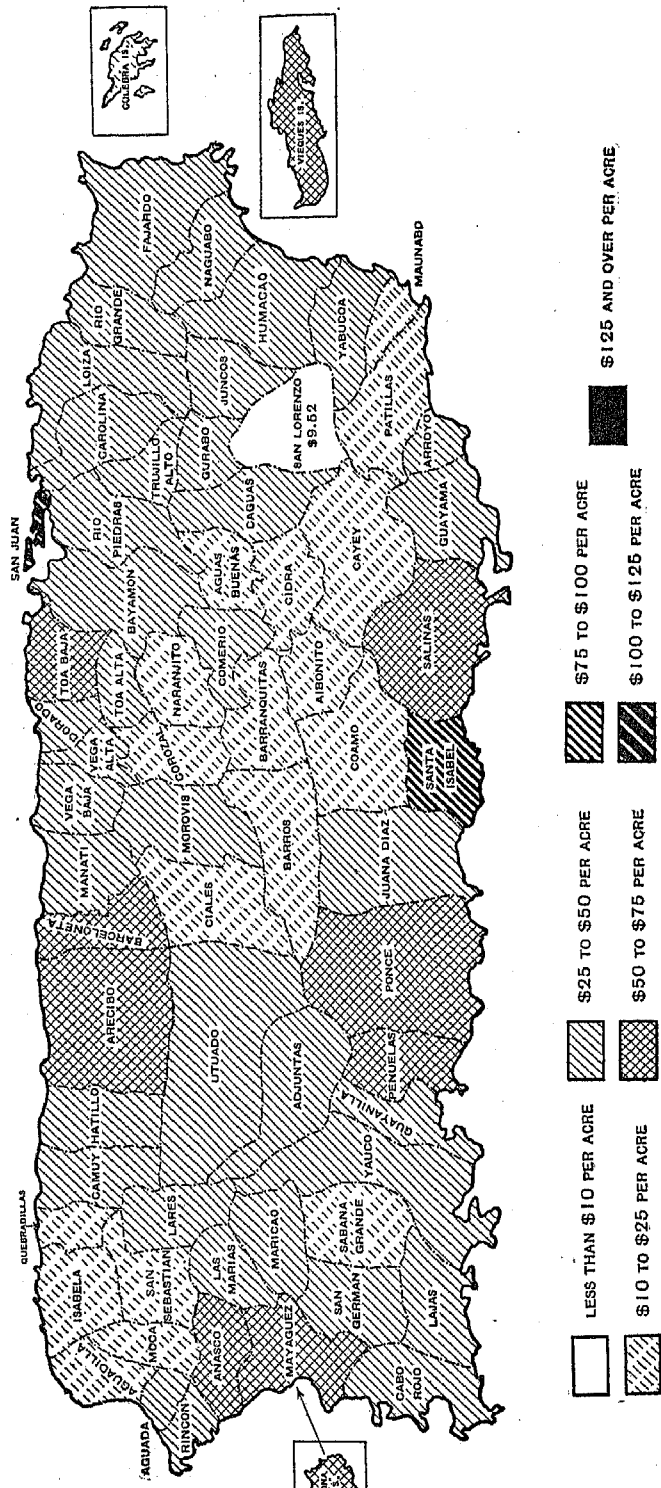 QUEBRADILLAS
SAN JUAN
CULEBRA IS.
VIEQUES IS.
AGUADA
AGUADILLA
ISABELA
CAMUY
HATILLO
ARECIBO
BARCELONETA
MANATI
VEGA
BAJA
VEGA
ALTA
DORADO
TOA BAJA
TOA ALTA
BAYAMON
RIO
PIEDRAS
CAROLINA
LOIZA
RIO
GRANDE
FAJARDO
RINCON
MOCA
SAN
SEBASTIAN
LARES
UTUADO
CIALES
MOROVIS
COROZAL
NARANJITO
COMERIO
AGUAS
BUENAS
TRUJILLO
ALTO
GURABO
CAGUAS
JUNCOS
NAGUABO
HUMACAO
ANASCO
LAS
MARIAS
MARICAO
ADJUNTAS
BARROS
BARRANQUITAS
AIBONITO
CIDRA
CAYEY
SAN LORENZO
$9.52
YABUCOA
MAUNABO
MAYAGUEZ
SAN
GERMAN
SABANA
GRANDE
YAUCO
GUAYANILLA
PENUELAS
PONCE
JUANA DIAZ
COAMO
SANTA
ISABEL
SALINAS
GUAYAMA
ARROYO
PATILLAS
CABO
ROJO
LAJAS
LESS THAN $10 PER ACRE
$10 TO $25 PER ACRE
$25 TO $50 PER ACRE
$50 TO $75 PER ACRE
$75 TO $100 PER ACRE
$100 TO $125 PER ACRE
$125 AND OVER PER ACRE